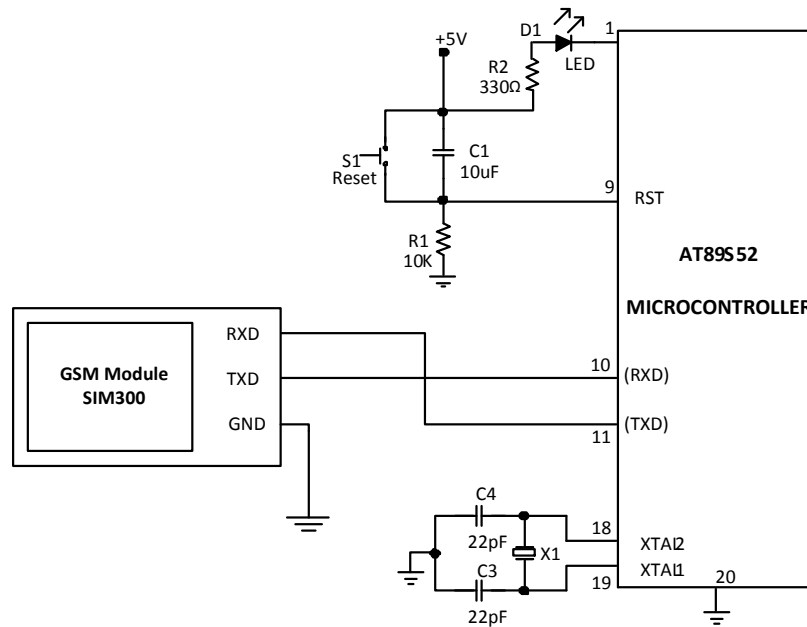 +5V
D1
LED
1
R2
330Ω
S1
Reset
C1
10uF
9
RST
R1
10K
AT89S52
MICROCONTROLLER
GSM Module
SIM300
RXD
TXD
GND
10
(RXD)
(TXD)
11
C4
22pF
X1
C3
22pF
18
XTAL2
XTAL1
19
20